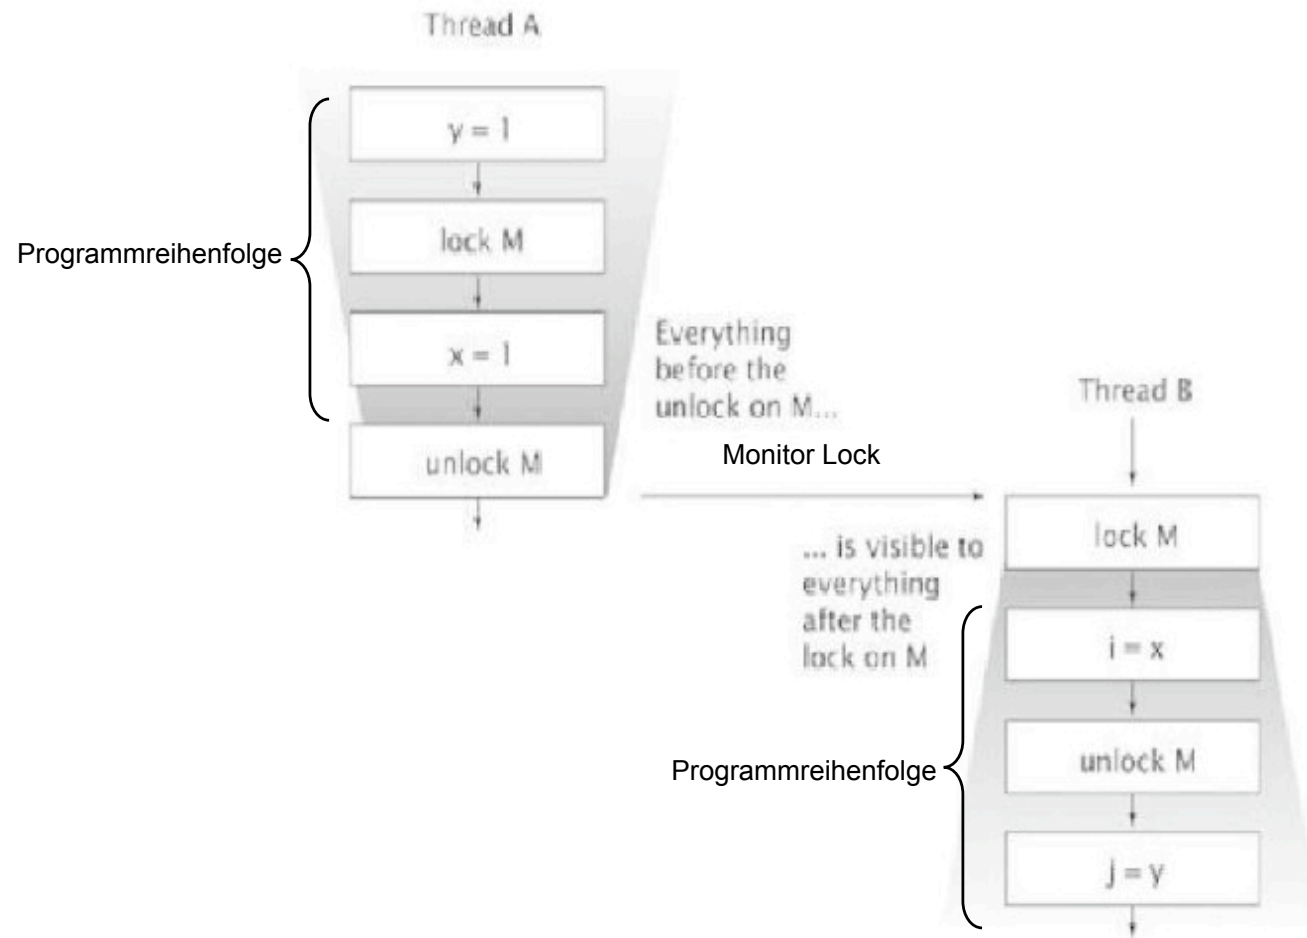 Thread A
y = 1
lock M
Programmreihenfolge
x = 1
Everything
before the
unlock on M...
unlock M
Monitor Lock
Thread B
lock M
... is visible to
everything
after the
lock on M
i = x
unlock M
Programmreihenfolge
j = y